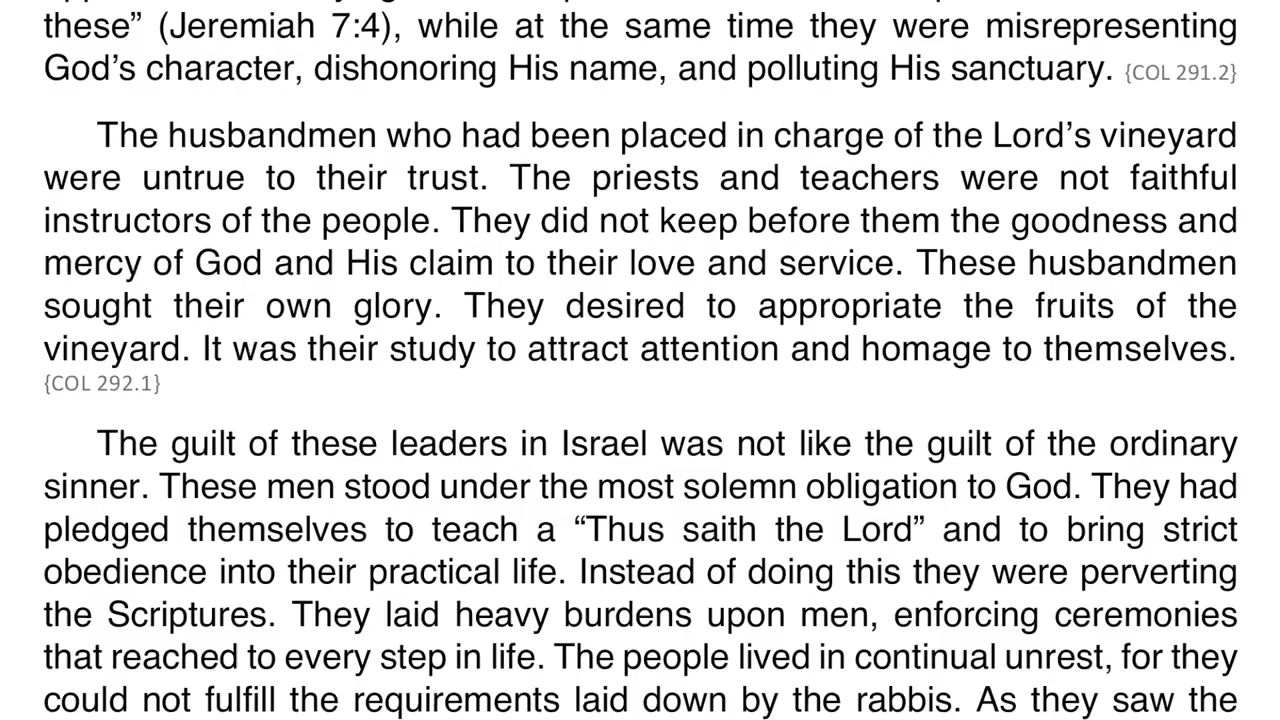 these” (Jeremiah 7:4), while at the same time they were misrepresenting
God’s character, dishonoring His name, and polluting His sanctuary. {COL 291.2}
The husbandmen who had been placed in charge of the Lord’s vineyard
were untrue to their trust. The priests and teachers were not faithful
instructors of the people. They did not keep before them the goodness and
mercy of God and His claim to their love and service. These husbandmen
sought their own glory. They desired to appropriate the fruits of the
vineyard. It was their study to attract attention and homage to themselves.
{COL 292.1}
The guilt of these leaders in Israel was not like the guilt of the ordinary
sinner. These men stood under the most solemn obligation to God. They had
pledged themselves to teach a “Thus saith the Lord” and to bring strict
obedience into their practical life. Instead of doing this they were perverting
the Scriptures. They laid heavy burdens upon men, enforcing ceremonies
that reached to every step in life. The people lived in continual unrest, for they
could not fulfill the requirements laid down by the rabbis. As they saw the